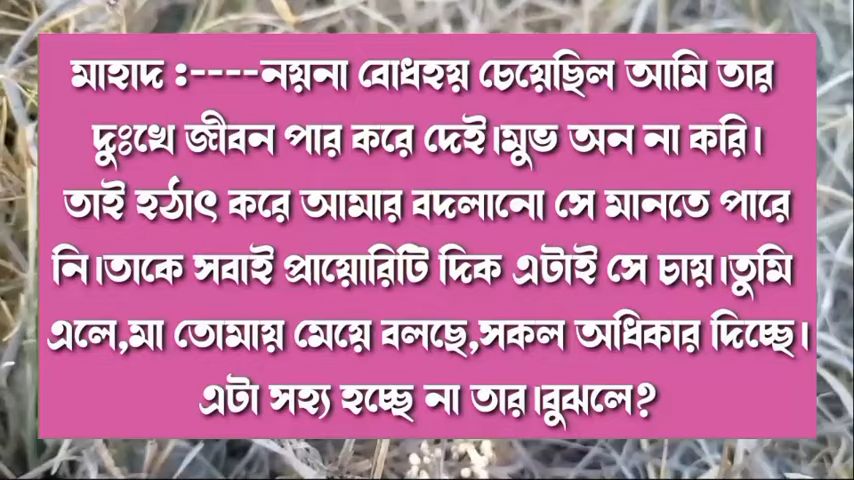 মাহাদ :----নয়না বোধহয় চেয়েছিল আমি তার
দুঃখে জীবন পার করে দেই।মুভ অন না করি।
তাই হঠাৎ করে আমার বদলানো সে মানতে পারে
নি।তাকে সবাই প্রায়োরিটি দিক এটাই সে চায়।তুমি
এলে,মা তোমায় মেয়ে বলছে,সকল অধিকার দিচ্ছে।
এটা সহ্য হচ্ছে না তার।বুঝলে?